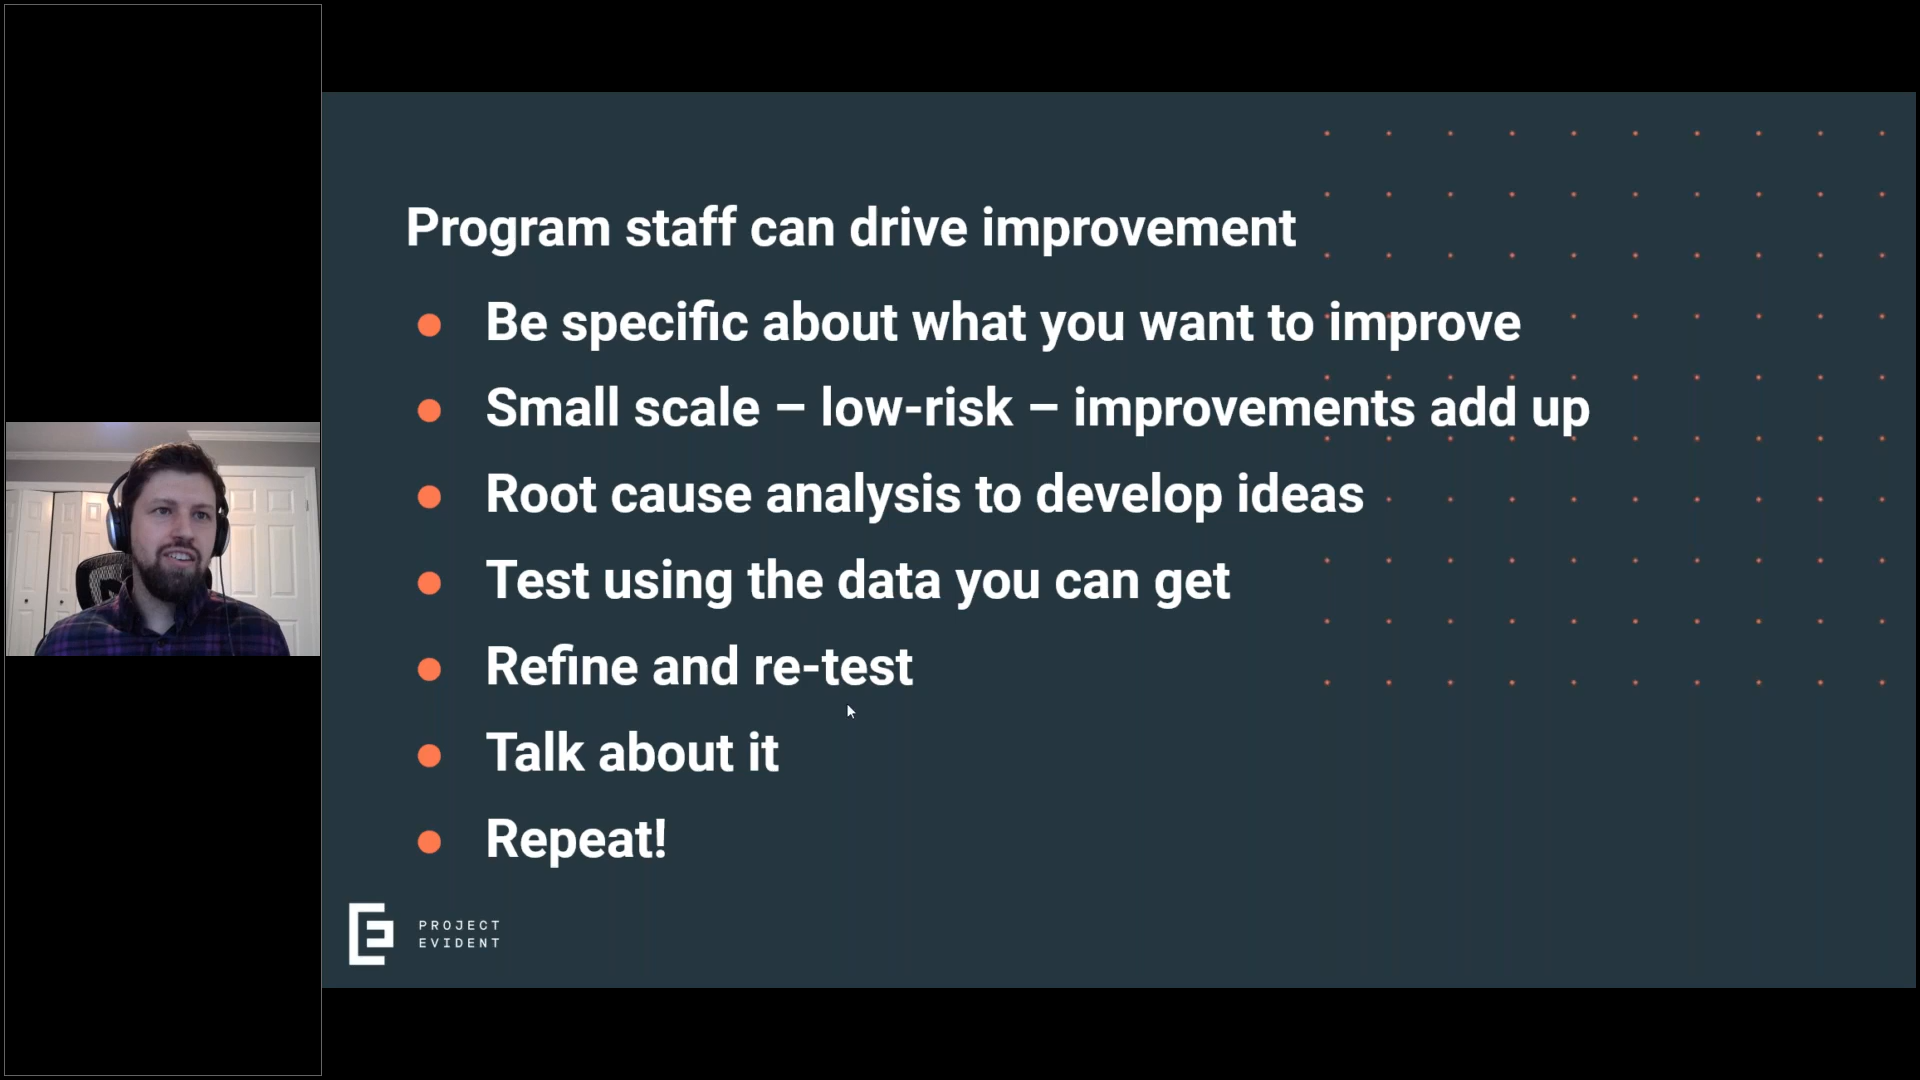 Program staff can drive improvement
Be specific about what you want to improve
Small scale – low-risk – improvements add up
Root cause analysis to develop ideas
Test using the data you can get
Refine and re-test
Talk about it
Repeat!
PROJECT
EVIDENT